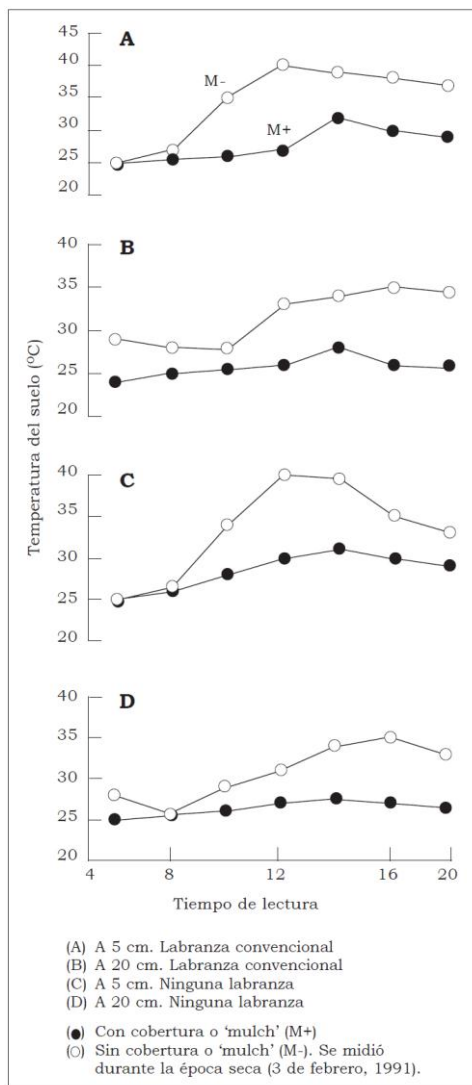 Temperatura del suelo (°C)
A
45
40
35
30
25
20
M-
M+
B
40
35
30
25
20
C
40
35
30
25
20
D
40
35
30
25
20
4
8
12
16
20
Tiempo de lectura
(A) A 5 cm. Labranza convencional
(B) A 20 cm. Labranza convencional
(C) A 5 cm. Ninguna labranza
(D) A 20 cm. Ninguna labranza
(●) Con cobertura o ‘mulch’ (M+)
(○) Sin cobertura o ‘mulch’ (M-). Se midió
durante la época seca (3 de febrero, 1991).